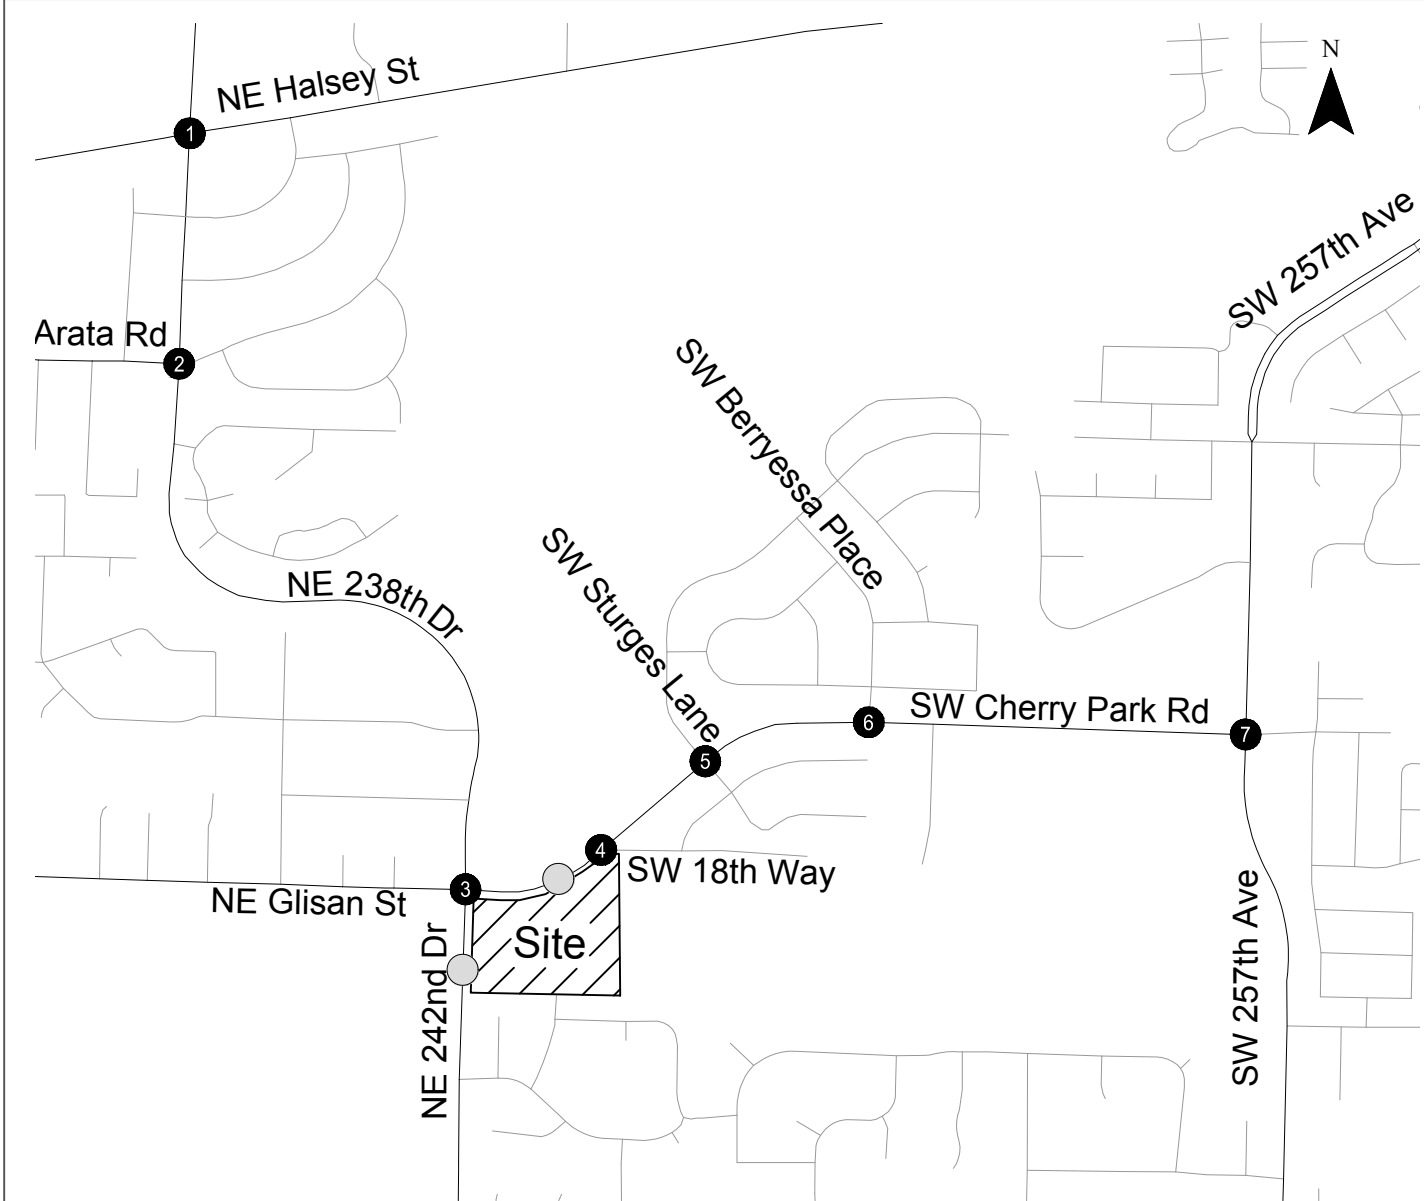 N
NE Halsey St
1
SW 257th Ave
Arata Rd
2
SW Berryessa Place
SW Sturges Lane
NE 238th Dr
SW Cherry Park Rd
6
7
5
4
SW 18th Way
3
NE Glisan St
Site
NE 242nd Dr
SW 257th Ave